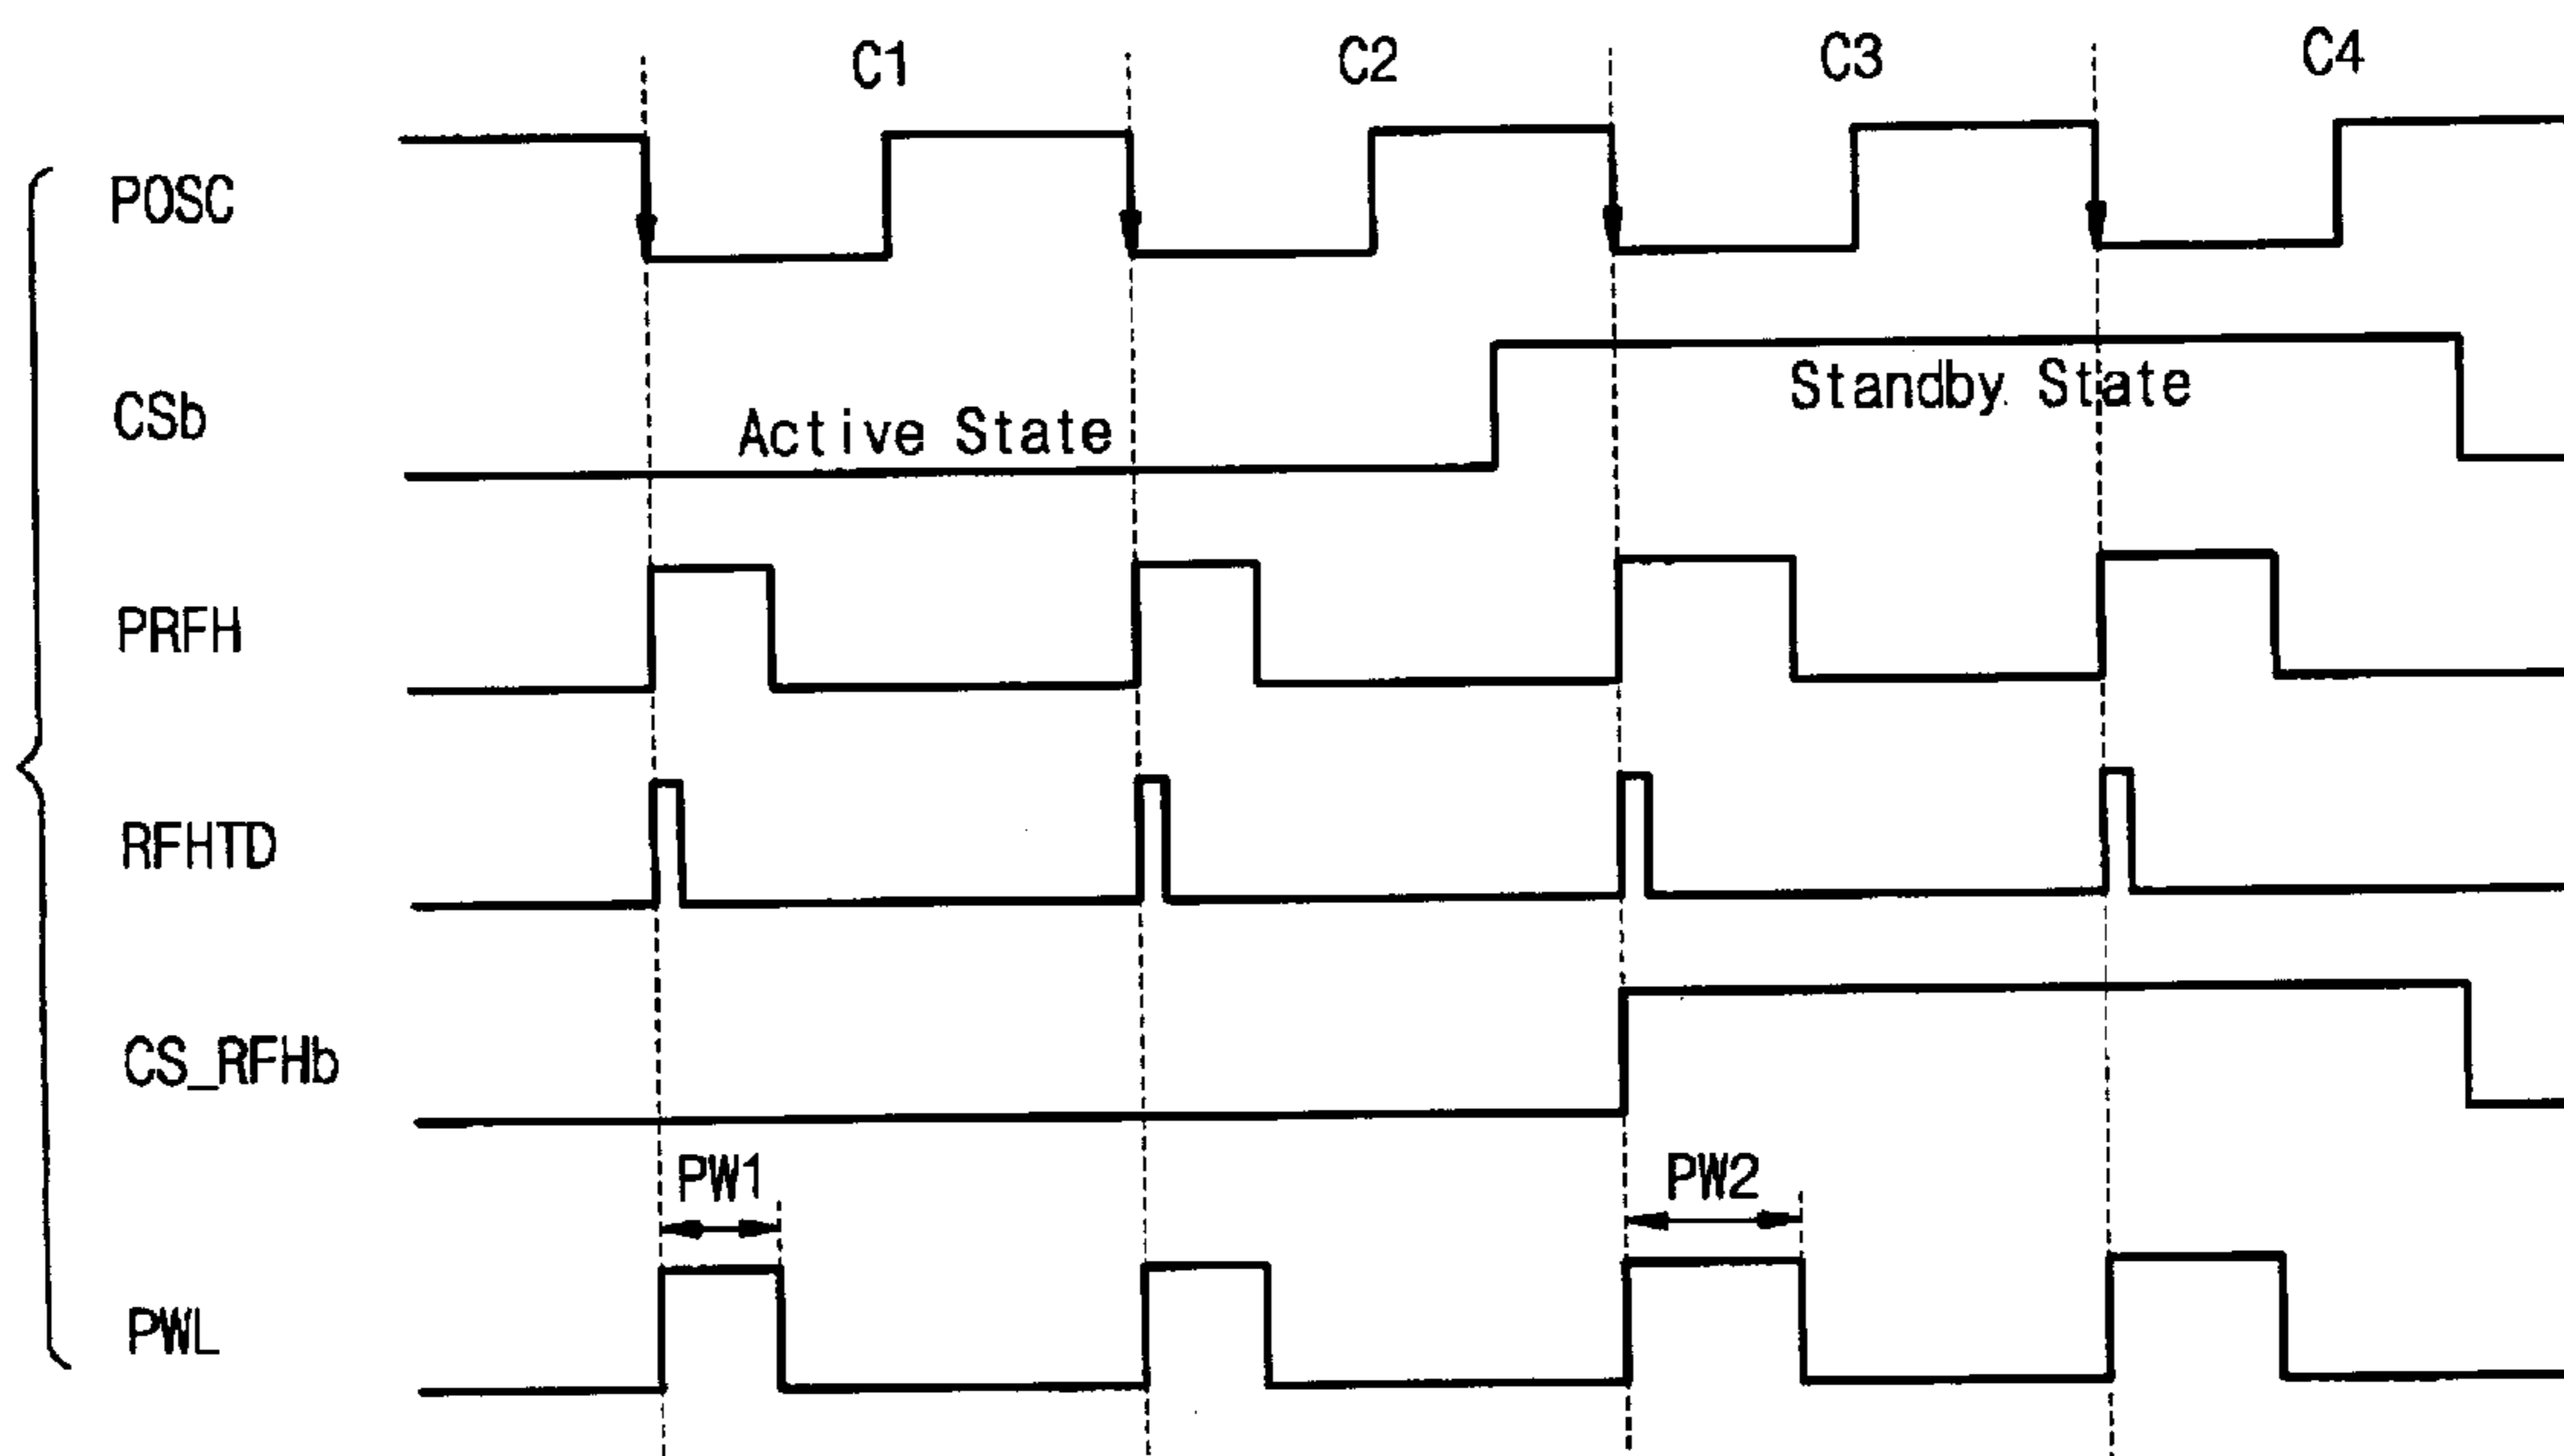 C1 C2 C3 C4
POSC
CSb
Active State
Standby State
PRFH
RFHTD
CS_RFHb
PW1 PW2
PWL